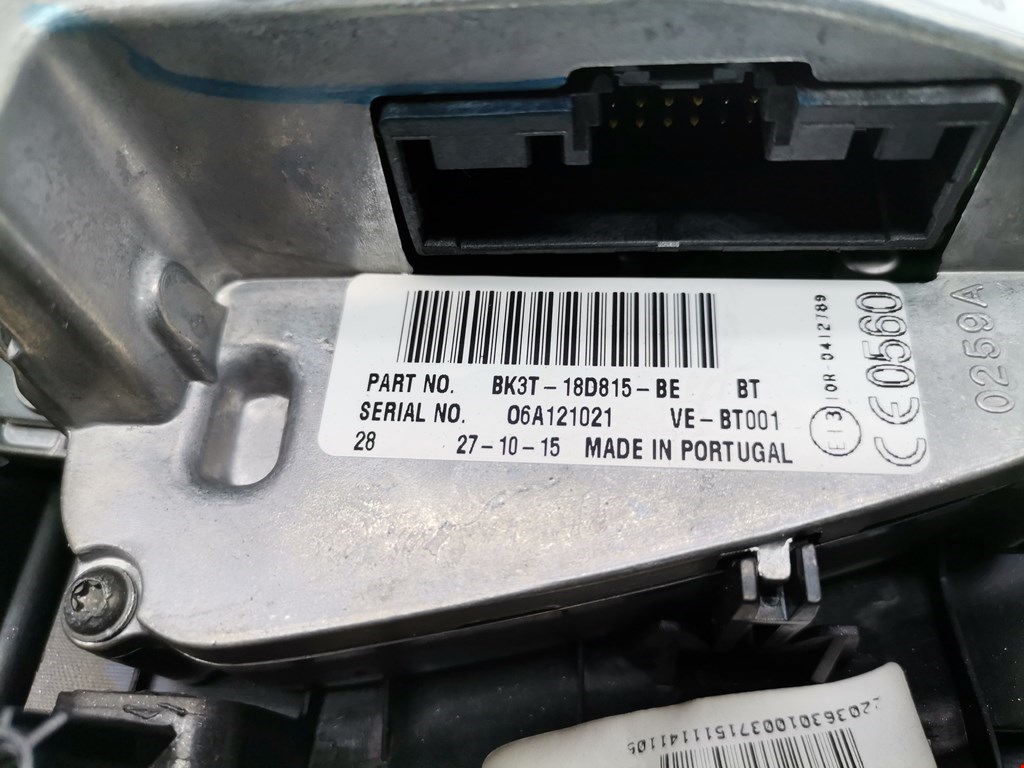 PART NO. BK3T-18D815-BE BT
SERIAL NO. 06A121021 VE-BT001
28 27-10-15 MADE IN PORTUGAL
E13 10R-0412789
CE0560
0259A